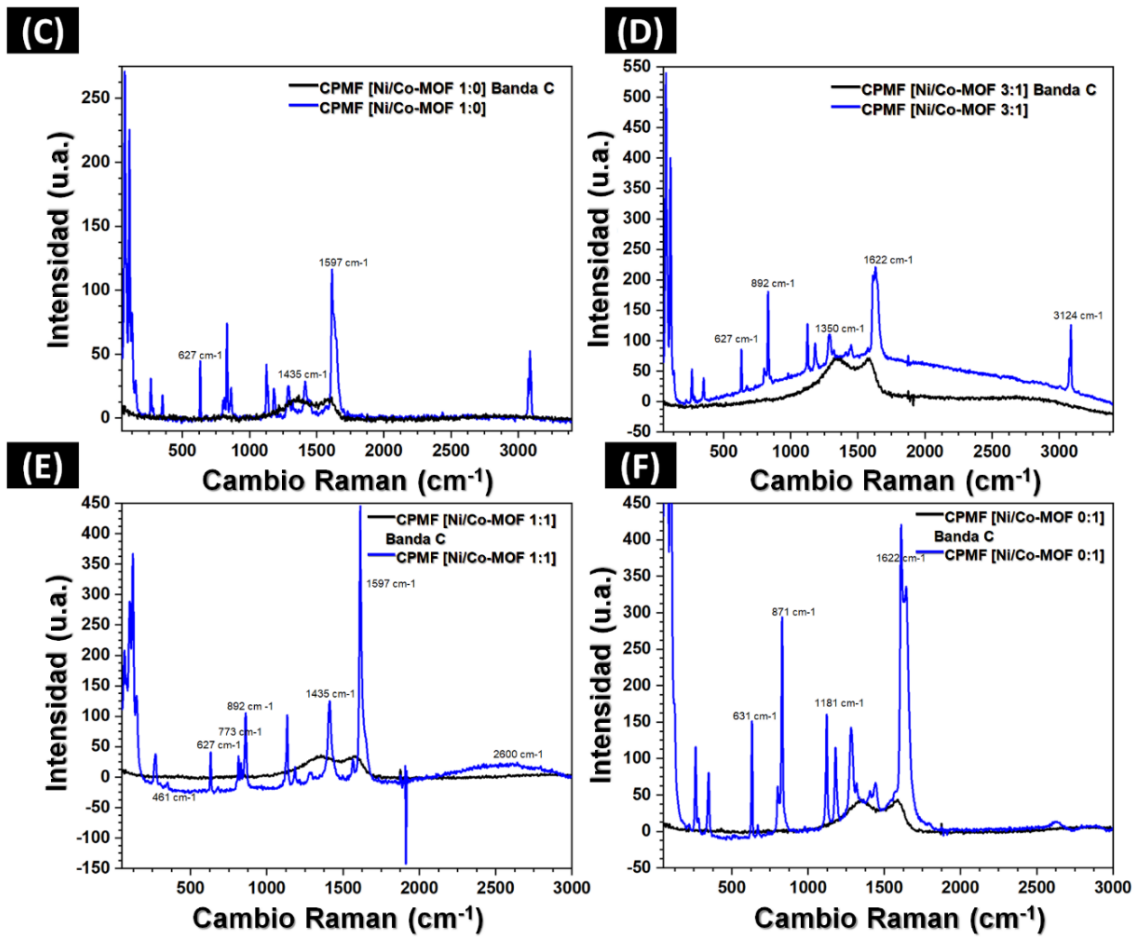 (C)
CPMF [Ni/Co-MOF 1:0] Banda C
CPMF [Ni/Co-MOF 1:0]
Intensidad (u.a.)
250
200
150
100
50
0
627 cm-1
1435 cm-1
1597 cm-1
500 1000 1500 2000 2500 3000
Cambio Raman (cm-1)
(D)
CPMF [Ni/Co-MOF 3:1] Banda C
CPMF [Ni/Co-MOF 3:1]
Intensidad (u.a.)
550
500
450
400
350
300
250
200
150
100
50
0
-50
627 cm-1
892 cm-1
1350 cm-1
1622 cm-1
3124 cm-1
500 1000 1500 2000 2500 3000
Cambio Raman (cm-1)
(E)
CPMF [Ni/Co-MOF 1:1]
Banda C
CPMF [Ni/Co-MOF 1:1]
Intensidad (u.a.)
450
400
350
300
250
200
150
100
50
0
-50
-100
-150
461 cm-1
627 cm-1
773 cm-1
892 cm -1
1435 cm-1
1597 cm-1
2600 cm-1
500 1000 1500 2000 2500 3000
Cambio Raman (cm-1)
(F)
CPMF [Ni/Co-MOF 0:1]
Banda C
CPMF [Ni/Co-MOF 0:1]
Intensidad (u.a.)
450
400
350
300
250
200
150
100
50
0
-50
631 cm-1
871 cm-1
1181 cm-1
1622 cm-1
500 1000 1500 2000 2500 3000
Cambio Raman (cm-1)